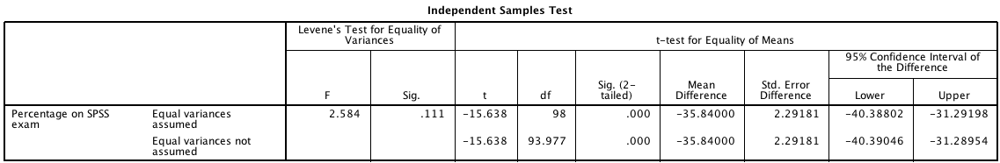 Independent Samples Test
Levene's Test for Equality of
Variances
t-test for Equality of Means
95% Confidence Interval of
the Difference
F
Sig.
t
df
Sig. (2-
tailed)
Mean
Difference
Std. Error
Difference
Lower
Upper
Percentage on SPSS
exam
Equal variances
assumed
2.584
.111
-15.638
98
.000
-35.84000
2.29181
-40.38802
-31.29198
Equal variances not
assumed
-15.638
93.977
.000
-35.84000
2.29181
-40.39046
-31.28954